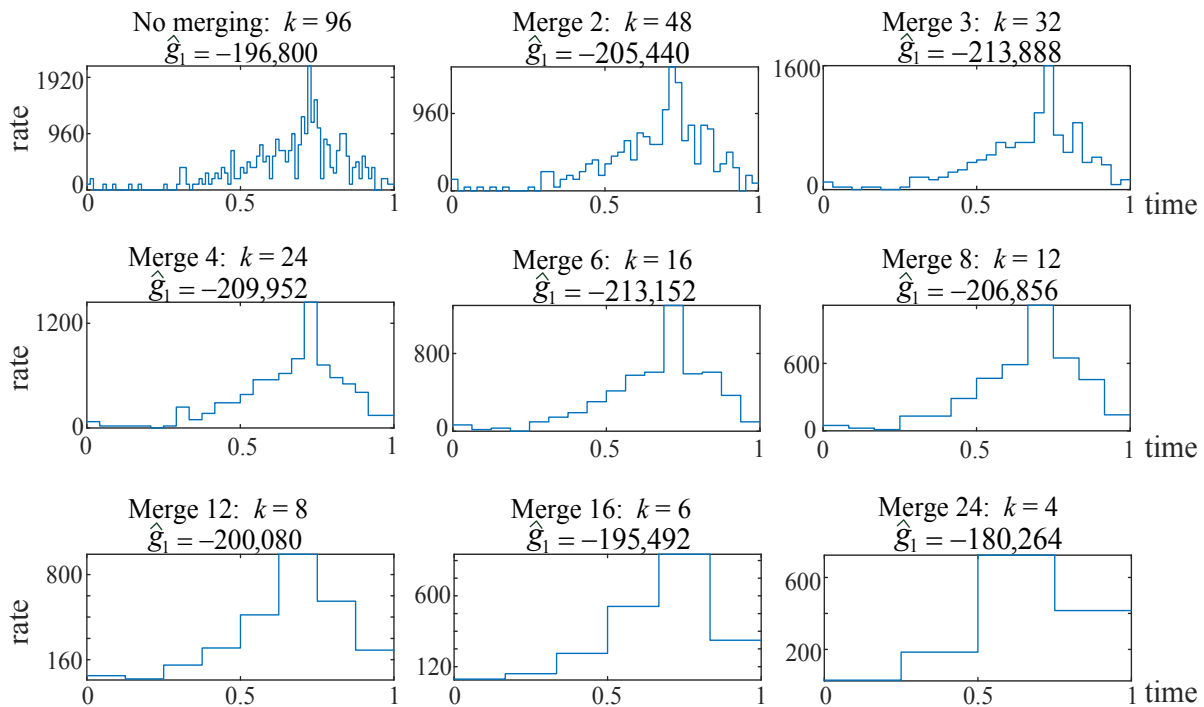 No merging: k = 96
ĝ₁ = −196,800
Merge 2: k = 48
ĝ₁ = −205,440
Merge 3: k = 32
ĝ₁ = −213,888
rate
1920
960
0
0
0.5
1
960
0
0
0.5
1
1600
0
0
0.5
1
time
Merge 4: k = 24
ĝ₁ = −209,952
Merge 6: k = 16
ĝ₁ = −213,152
Merge 8: k = 12
ĝ₁ = −206,856
rate
1200
0
0
0.5
1
800
0
0
0.5
1
600
0
0
0.5
1
time
Merge 12: k = 8
ĝ₁ = −200,080
Merge 16: k = 6
ĝ₁ = −195,492
Merge 24: k = 4
ĝ₁ = −180,264
rate
800
160
0
0.5
1
600
120
0
0.5
1
600
200
0
0.5
1
time